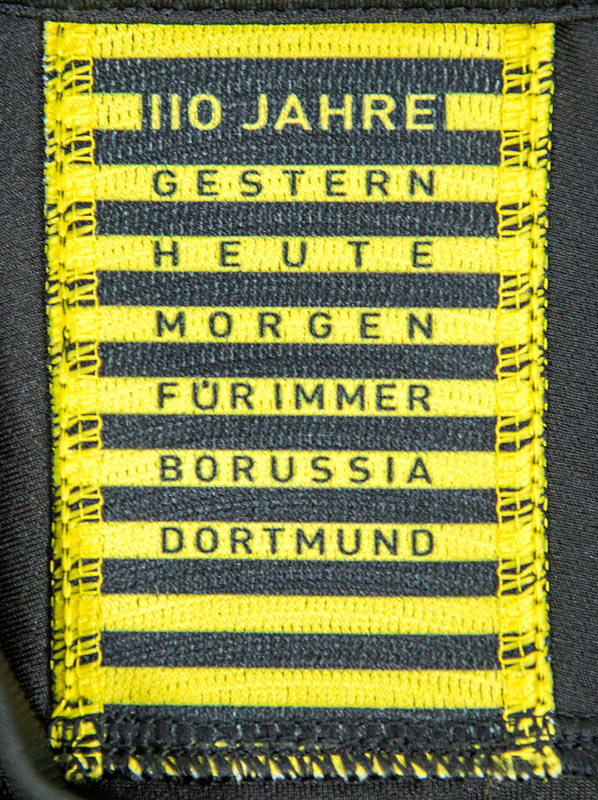 110 JAHRE
GESTERN
HEUTE
MORGEN
FÜR IMMER
BORUSSIA
DORTMUND